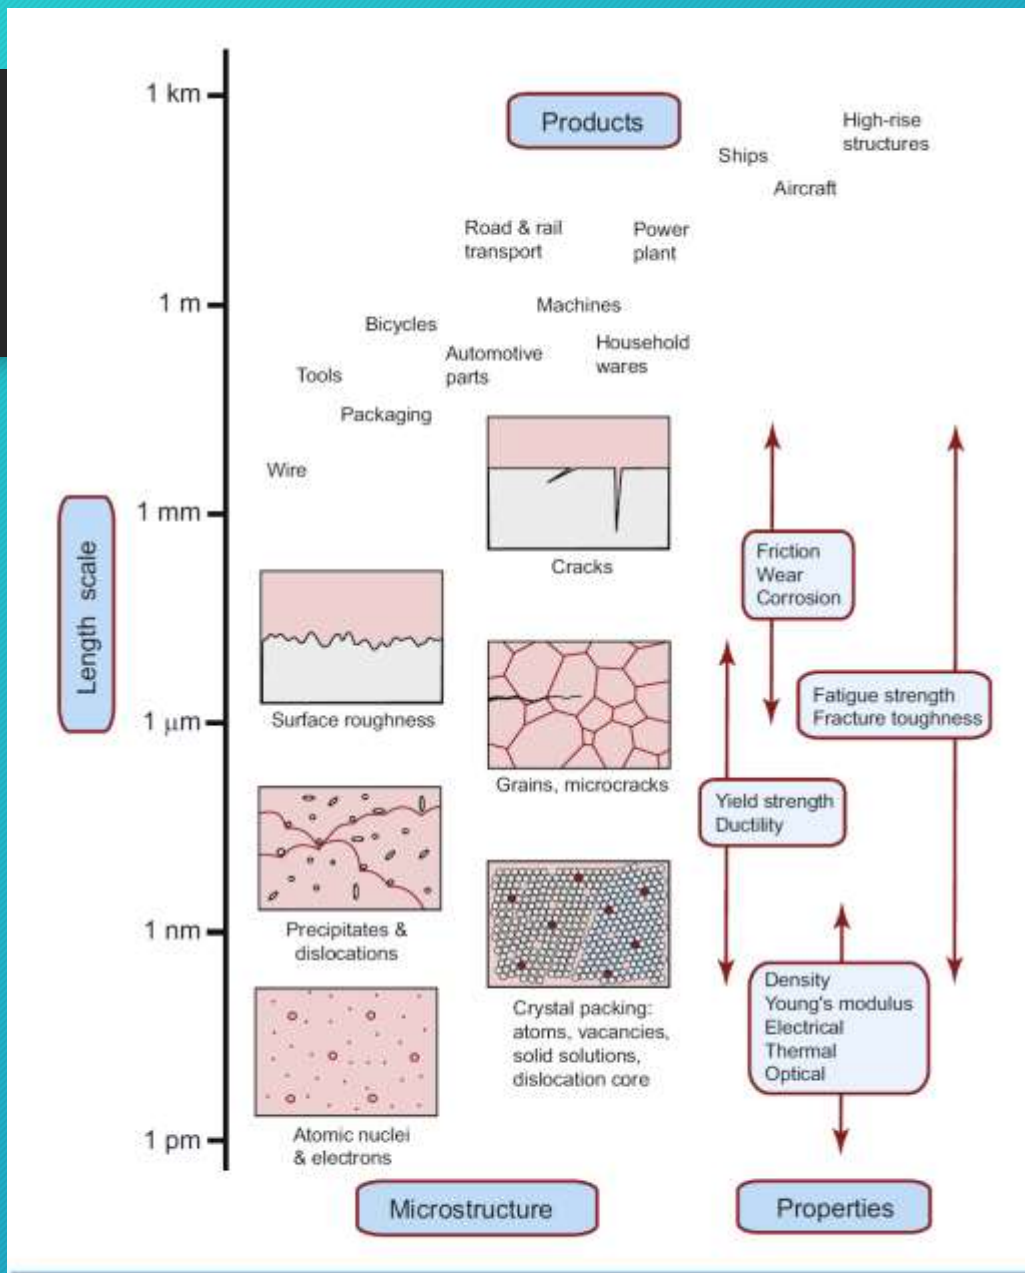 1 km
Products
High-rise
structures
Ships
Aircraft
Road & rail
transport
Power
plant
1 m
Machines
Bicycles
Household
wares
Automotive
parts
Tools
Packaging
Wire
Length scale
1 mm
Cracks
Friction
Wear
Corrosion
Surface roughness
1 μm
Fatigue strength
Fracture toughness
Grains, microcracks
Yield strength
Ductility
1 nm
Precipitates &
dislocations
Crystal packing:
atoms, vacancies,
solid solutions,
dislocation core
Density
Young's modulus
Electrical
Thermal
Optical
1 pm
Atomic nuclei
& electrons
Microstructure
Properties